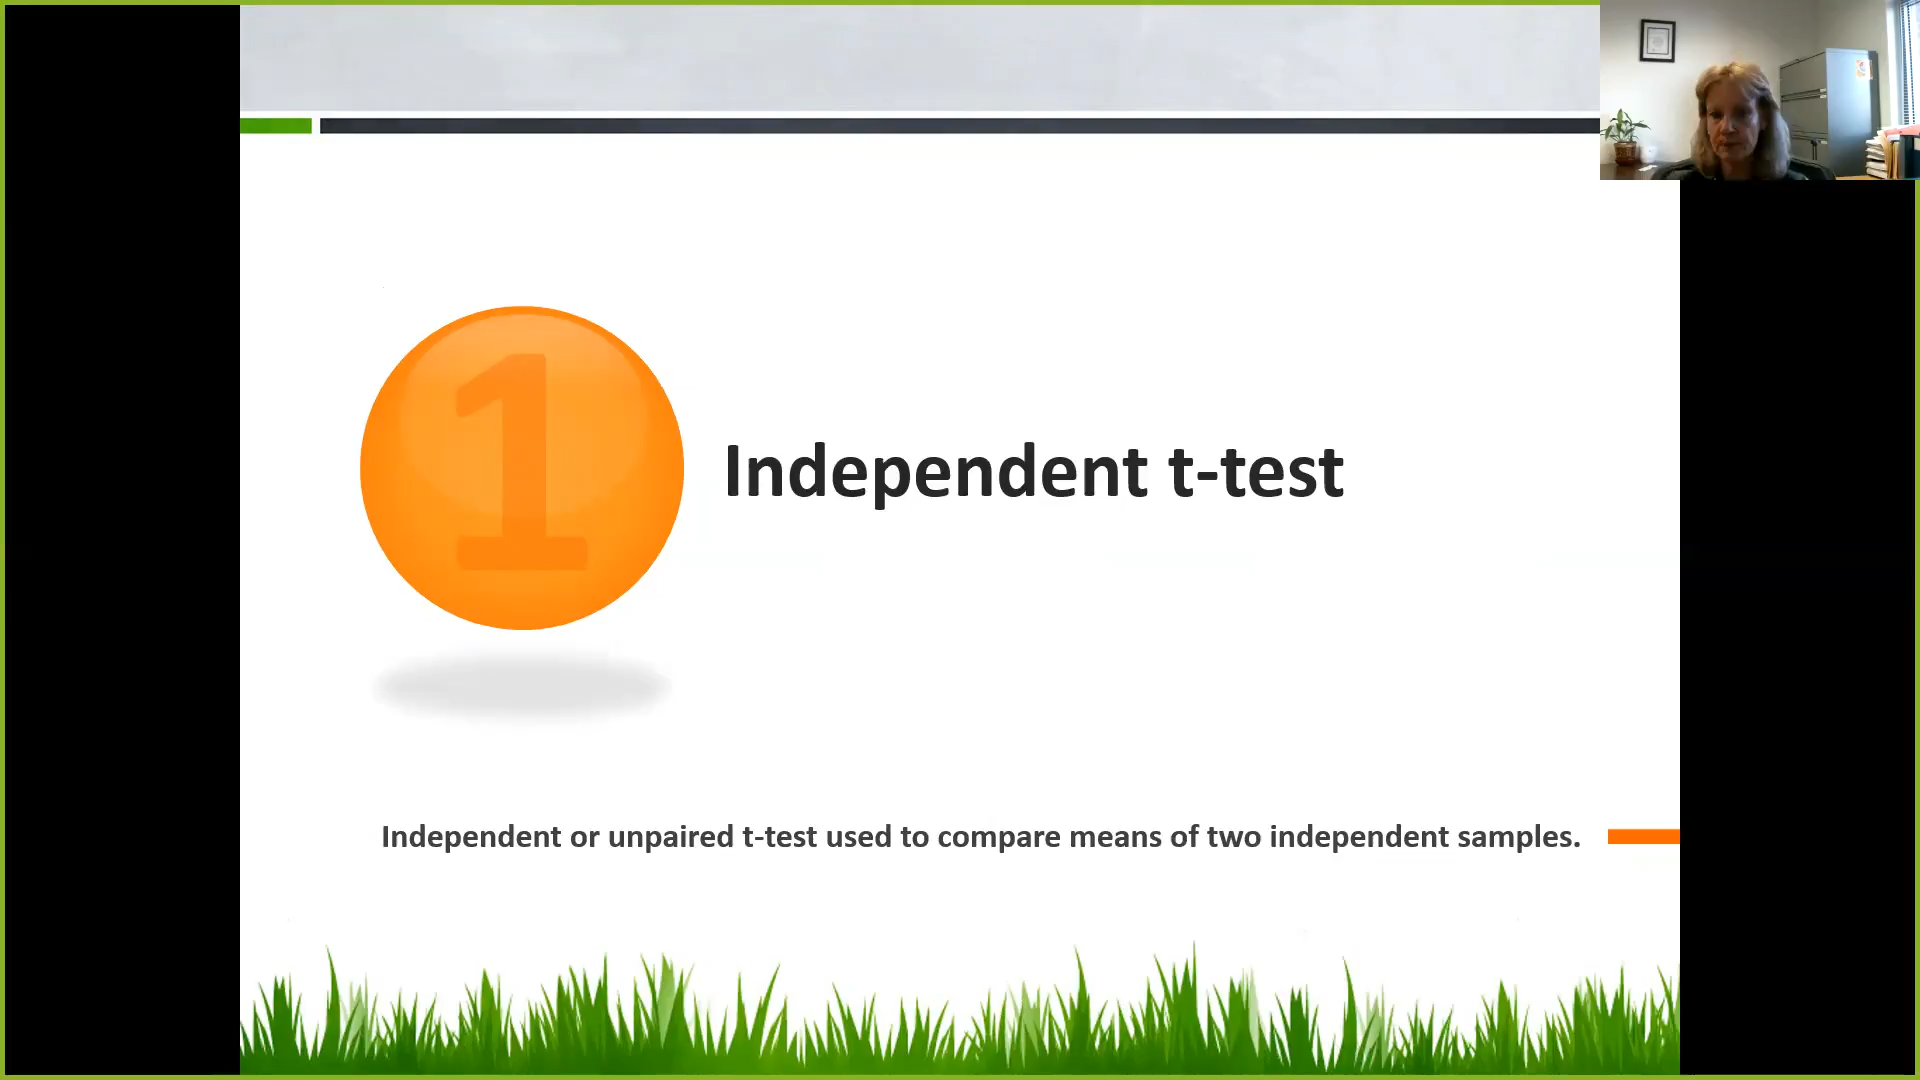 1
Independent t-test
Independent or unpaired t-test used to compare means of two independent samples.